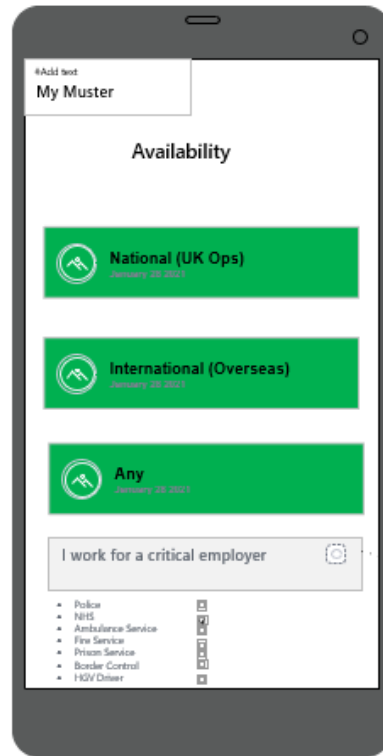 +Add text
My Muster
Availability
National (UK Ops)
January 28 2021
International (Overseas)
January 28 2021
Any
January 28 2021
I work for a critical employer
• Police
• NHS
• Ambulance Service
• Fire Service
• Prison Service
• Border Control
• HGV Driver